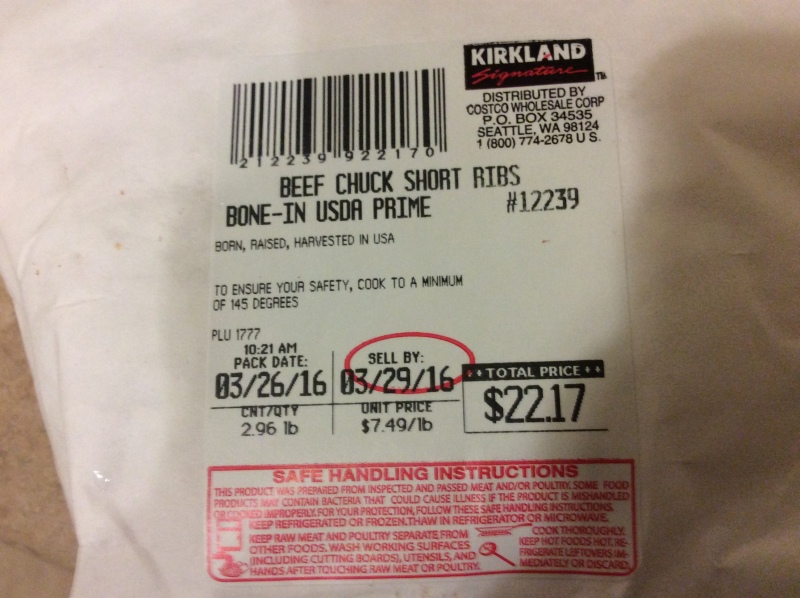 KIRKLAND
Signature TM
DISTRIBUTED BY
COSTCO WHOLESALE CORP
P.O. BOX 34535
SEATTLE, WA 98124
1 (800) 774-2678 U S.
212239 922170
BEEF CHUCK SHORT RIBS
BONE-IN USDA PRIME #12239
BORN, RAISED, HARVESTED IN USA
TO ENSURE YOUR SAFETY, COOK TO A MINIMUM
OF 145 DEGREES
PLU 1777
10:21 AM
PACK DATE:
03/26/16
SELL BY:
03/29/16
TOTAL PRICE
$22.17
CNT/QTY
2.96 lb
UNIT PRICE
$7.49/lb
SAFE HANDLING INSTRUCTIONS
THIS PRODUCT WAS PREPARED FROM INSPECTED AND PASSED MEAT AND/OR POULTRY. SOME FOOD
PRODUCTS MAY CONTAIN BACTERIA THAT COULD CAUSE ILLNESS IF THE PRODUCT IS MISHANDLED
OR COOKED IMPROPERLY. FOR YOUR PROTECTION, FOLLOW THESE SAFE HANDLING INSTRUCTIONS.
KEEP REFRIGERATED OR FROZEN. THAW IN REFRIGERATOR OR MICROWAVE.
KEEP RAW MEAT AND POULTRY SEPARATE FROM
OTHER FOODS. WASH WORKING SURFACES
(INCLUDING CUTTING BOARDS), UTENSILS, AND
HANDS AFTER TOUCHING RAW MEAT OR POULTRY.
COOK THOROUGHLY.
KEEP HOT FOODS HOT. RE-
FRIGERATE LEFTOVERS IM-
MEDIATELY OR DISCARD.